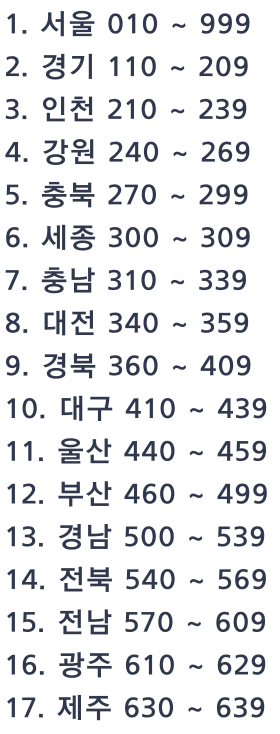 1. 서울 010 ~ 999
2. 경기 110 ~ 209
3. 인천 210 ~ 239
4. 강원 240 ~ 269
5. 충북 270 ~ 299
6. 세종 300 ~ 309
7. 충남 310 ~ 339
8. 대전 340 ~ 359
9. 경북 360 ~ 409
10. 대구 410 ~ 439
11. 울산 440 ~ 459
12. 부산 460 ~ 499
13. 경남 500 ~ 539
14. 전북 540 ~ 569
15. 전남 570 ~ 609
16. 광주 610 ~ 629
17. 제주 630 ~ 639